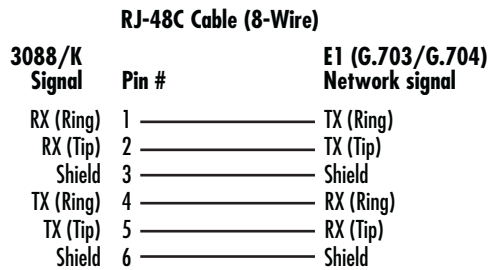 RJ-48C Cable (8-Wire)
3088/K E1 (G.703/G.704)
Signal Pin # Network signal
RX (Ring) 1 TX (Ring)
RX (Tip) 2 TX (Tip)
Shield 3 Shield
TX (Ring) 4 RX (Ring)
TX (Tip) 5 RX (Tip)
Shield 6 Shield